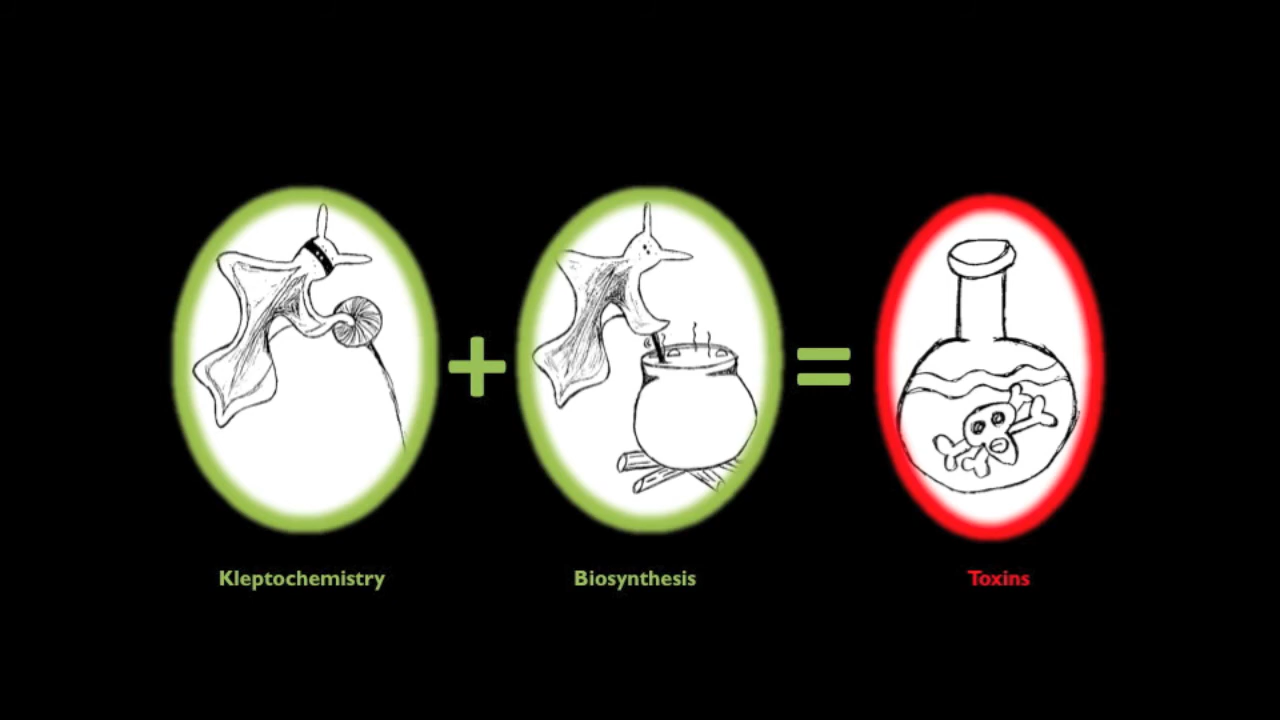 Kleptochemistry
+
Biosynthesis
=
Toxins